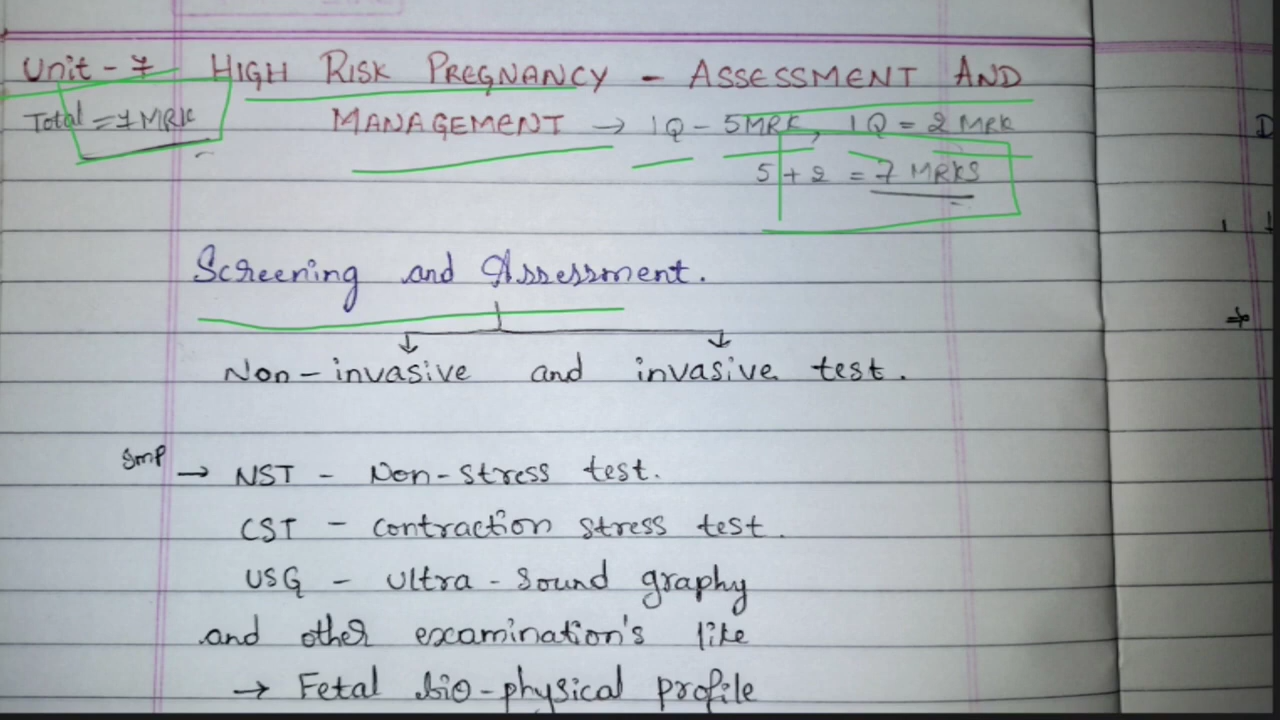 Unit - 7 HIGH RISK PREGNANCY - ASSESSMENT AND
Total = 7 MRK MANAGEMENT → 1Q - 5MRK, 1Q = 2 MRK
5 + 2 = 7 MRKS
Screening and Assessment.
Non - invasive and invasive test.
Imp → NST - Non - stress test.
CST - contraction stress test.
USG - Ultra - sound graphy
and other examination's like
→ Fetal bio - physical profile